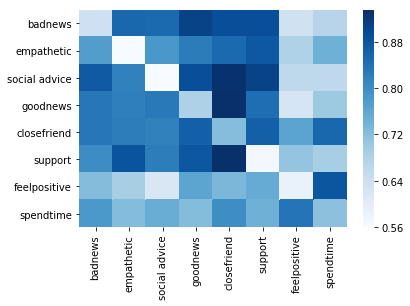 badnews
empathetic
social advice
goodnews
closefriend
support
feelpositive
spendtime
badnews
empathetic
social advice
goodnews
closefriend
support
feelpositive
spendtime
0.88
0.80
0.72
0.64
0.56